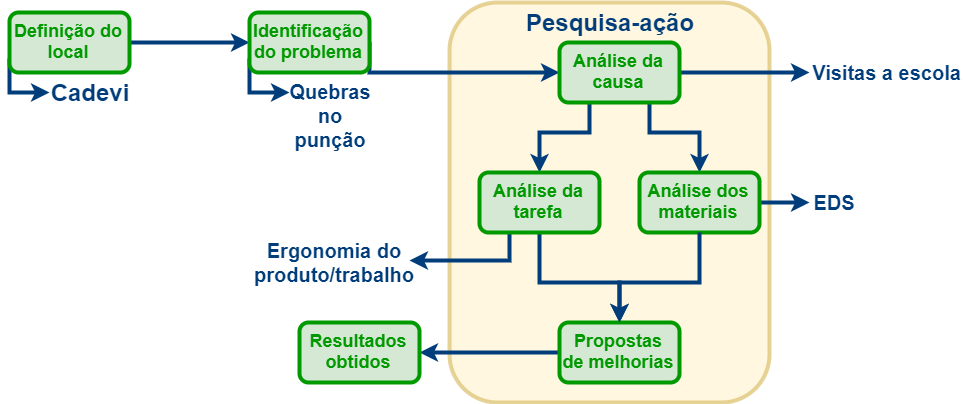 Definição do
local
Cadevi
Identificação
do problema
Quebras
no
punção
Pesquisa-ação
Análise da
causa
Visitas a escola
Análise da
tarefa
Análise dos
materiais
EDS
Ergonomia do
produto/trabalho
Propostas
de melhorias
Resultados
obtidos